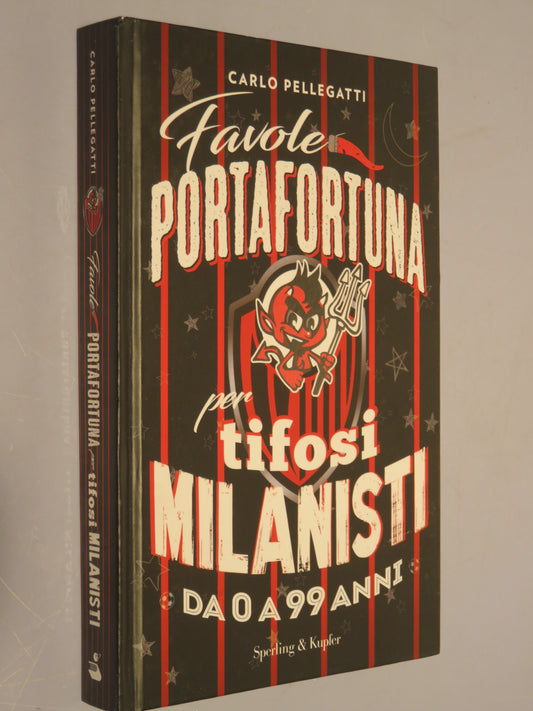 CARLO PELLEGATTI
Favole
PORTAFORTUNA
per
tifosi
MILANISTI
DA 0 A 99 ANNI
Sperling & Kupfer
CARLO PELLEGATTI
Favole PORTAFORTUNA per tifosi MILANISTI